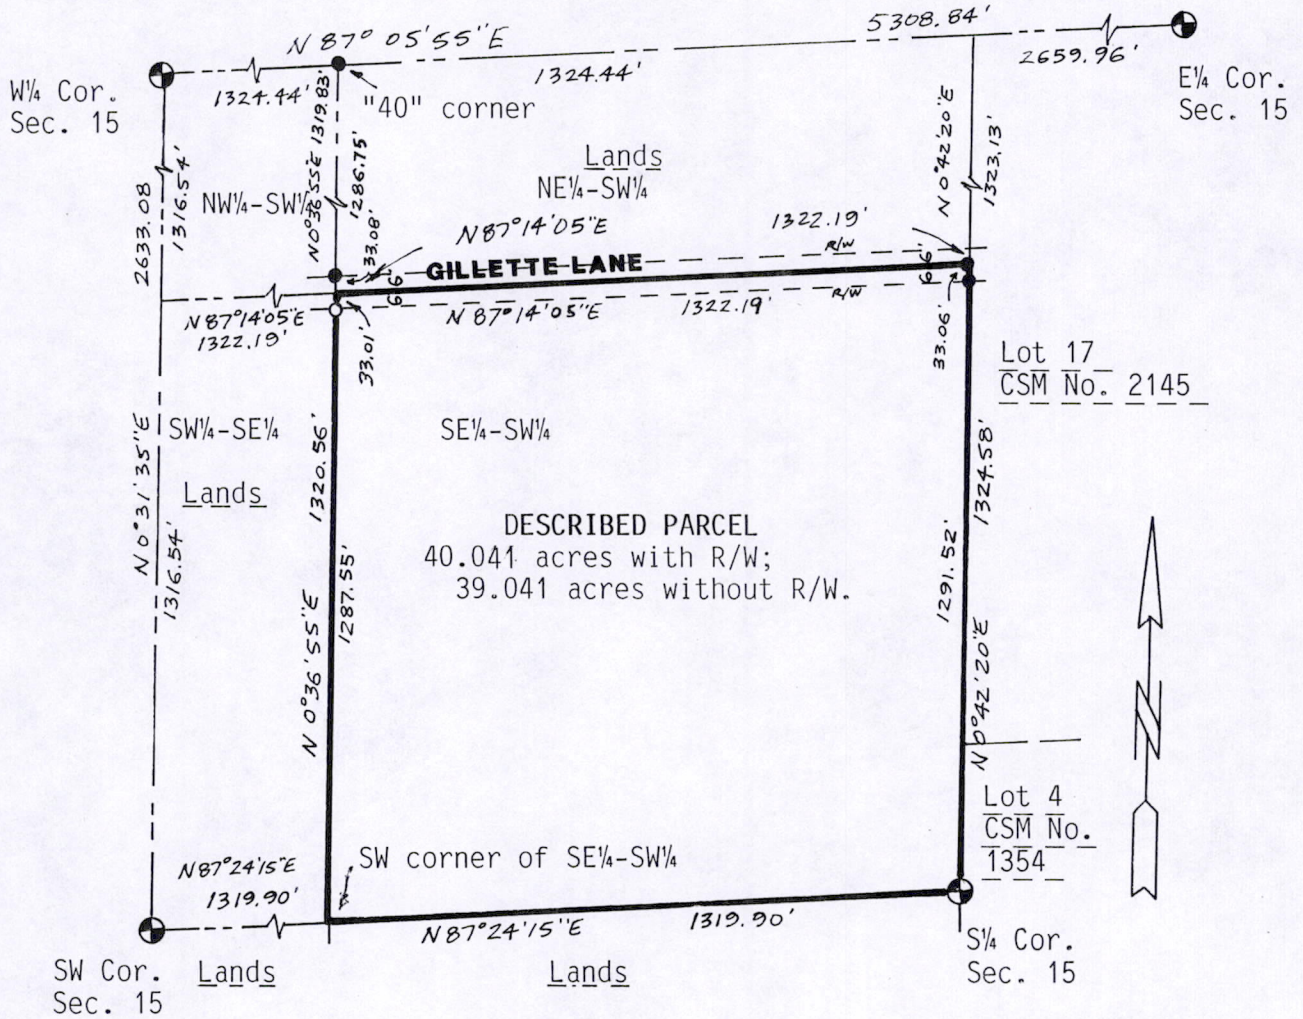 5308.84'
N 87° 05' 55" E
2659.96'
1324.44'
1324.44'
W¼ Cor.
Sec. 15
"40" corner
E¼ Cor.
Sec. 15
N 0° 36' 55" E 1319.83'
1286.75'
33.08'
N 0° 42' 20" E
1323.13'
Lands
NE¼-SW¼
NW¼-SW¼
2633.08
1316.54'
N 87° 14' 05" E
1322.19'
R/W
GILLETTE LANE
66'
66'
R/W
N 87° 14' 05" E
1322.19'
N 87° 14' 05" E
1322.19'
33.01'
33.06'
Lot 17
CSM No. 2145
SW¼-SE¼
SE¼-SW¼
Lands
N 0° 31' 35" E
1316.54'
1320.56'
1287.55'
N 0° 36' 55" E
1324.58'
1291.52'
N 0° 42' 20" E
DESCRIBED PARCEL
40.041 acres with R/W;
39.041 acres without R/W.
N
Lot 4
CSM No.
1354
SW corner of SE¼-SW¼
N 87° 24' 15" E
1319.90'
N 87° 24' 15" E
1319.90'
S¼ Cor.
Sec. 15
SW Cor.
Sec. 15
Lands
Lands